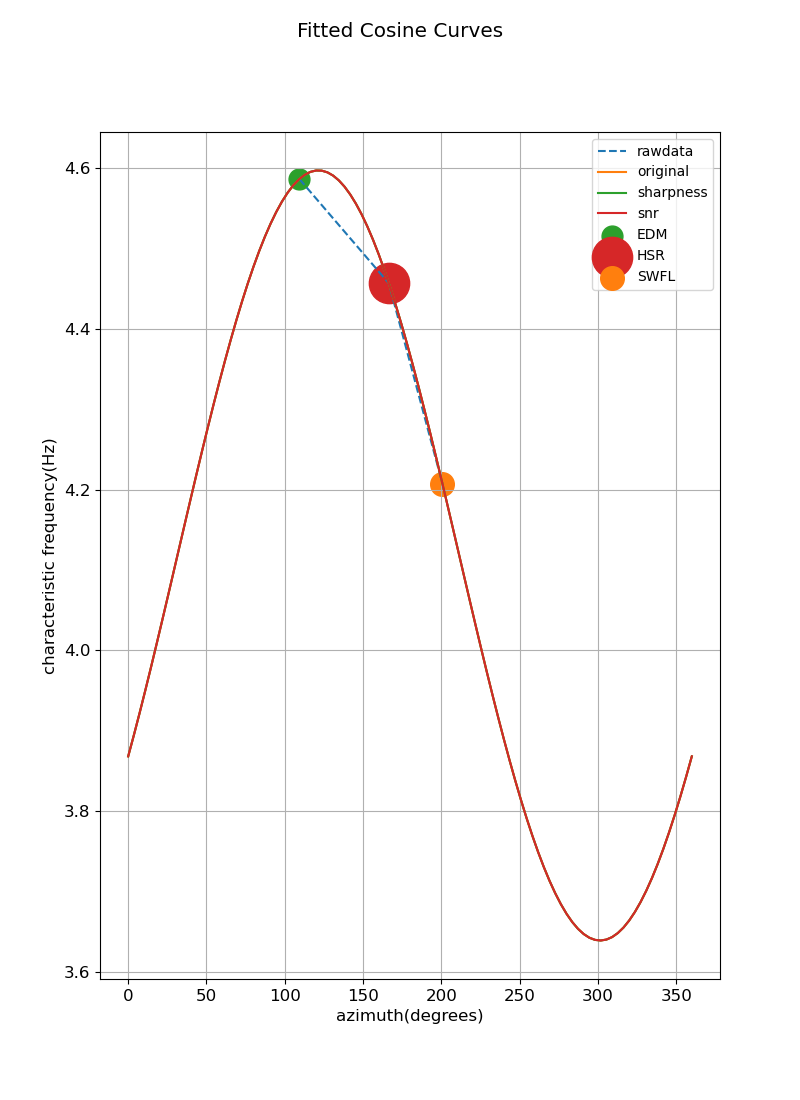 Fitted Cosine Curves
4.6
4.4
4.2
4.0
3.8
3.6
characteristic frequency(Hz)
rawdata
original
sharpness
snr
EDM
HSR
SWFL
0 50 100 150 200 250 300 350
azimuth(degrees)